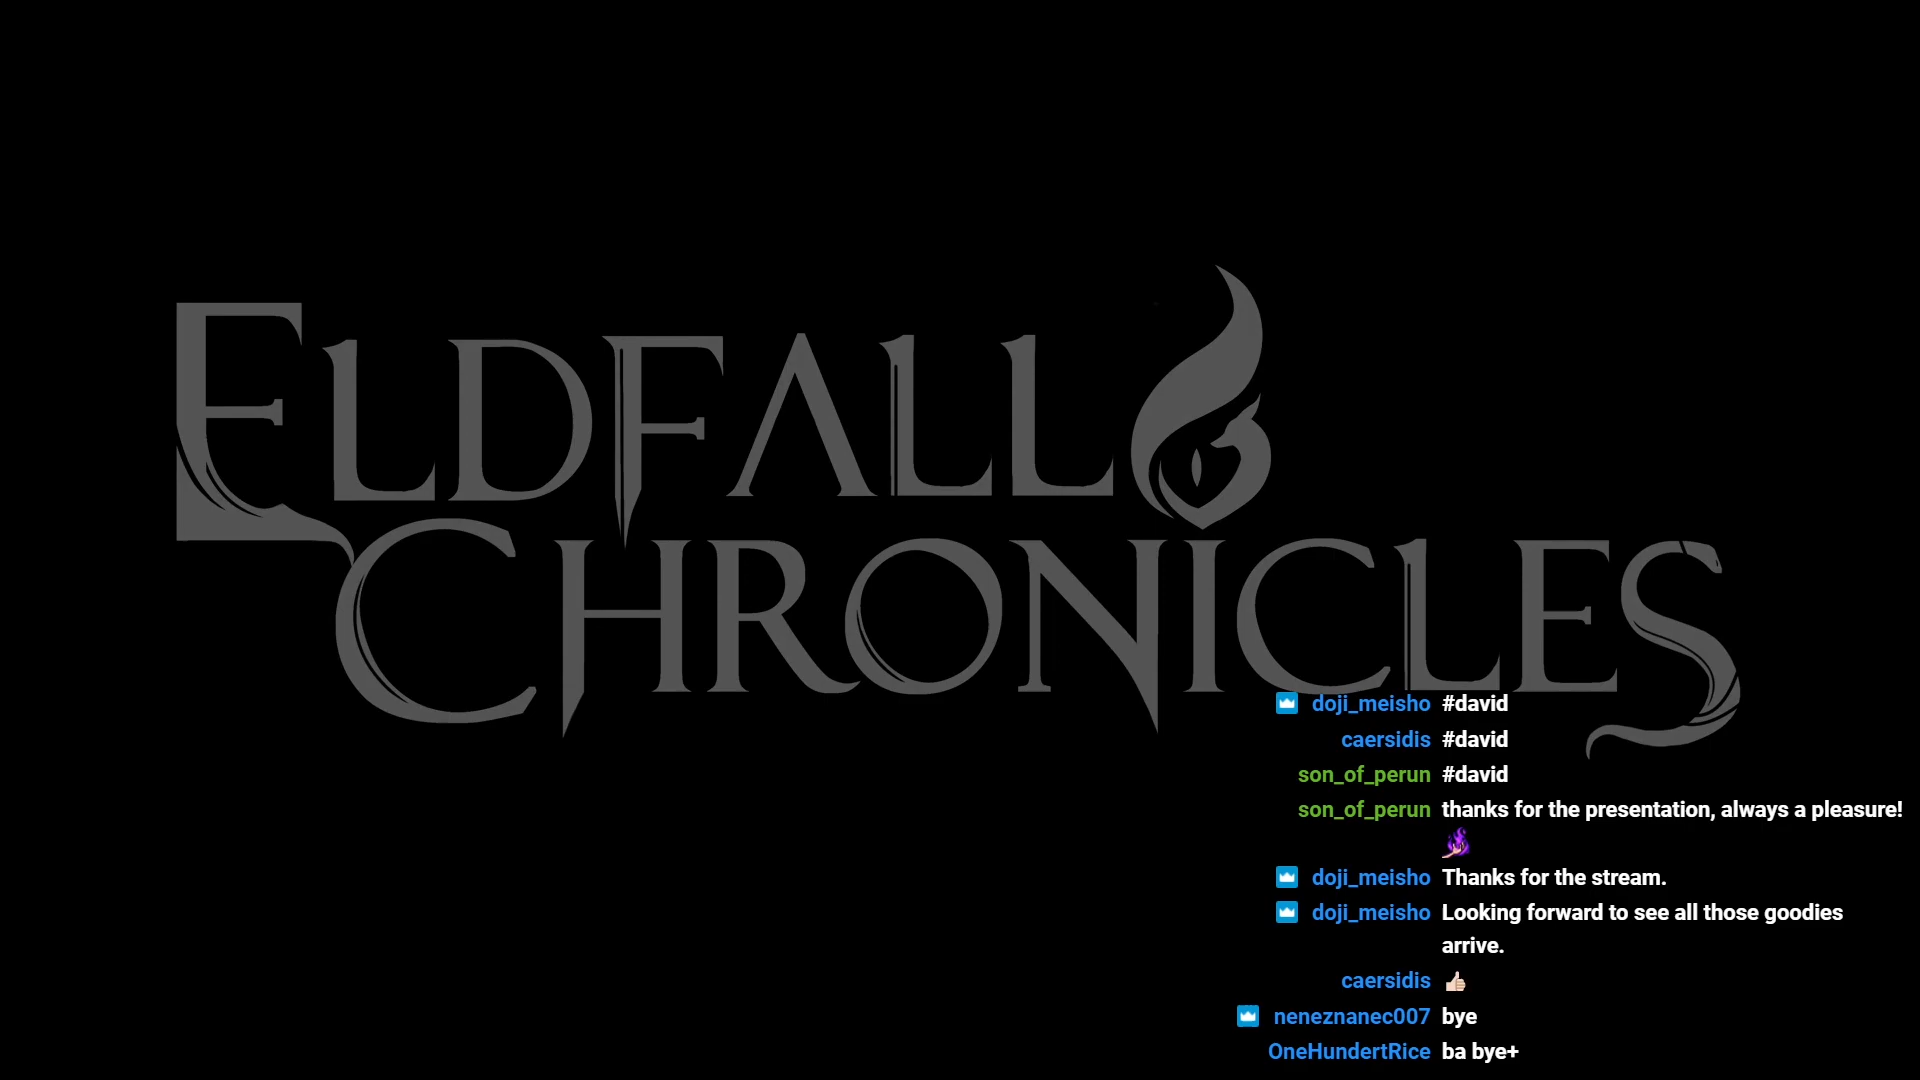 ELDFALL
CHRONICLES
doji_meisho #david
caersidis #david
son_of_perun #david
son_of_perun thanks for the presentation, always a pleasure!
doji_meisho Thanks for the stream.
doji_meisho Looking forward to see all those goodies
arrive.
caersidis 👍🏻
neneznanec007 bye
OneHundertRice ba bye+